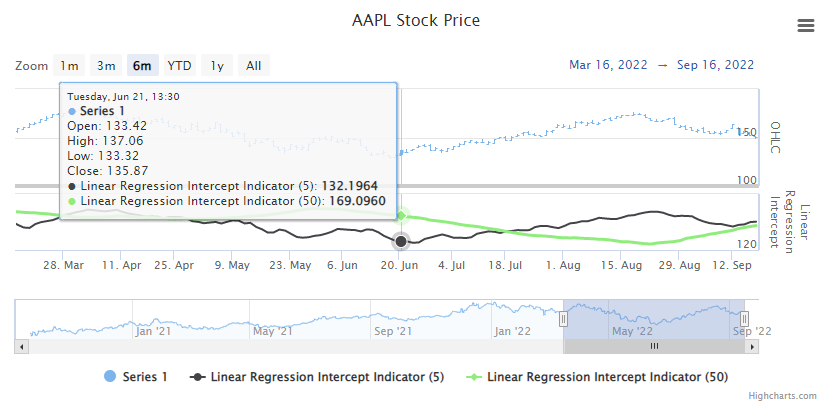 AAPL Stock Price
Zoom 1m 3m 6m YTD 1y All Mar 16, 2022 → Sep 16, 2022
Tuesday, Jun 21, 13:30
● Series 1
Open: 133.42
High: 137.06
Low: 133.32
Close: 135.87
● Linear Regression Intercept Indicator (5): 132.1964
● Linear Regression Intercept Indicator (50): 169.0960
150
100
OHLC
120
Linear
Regression
Intercept
28. Mar 11. Apr 25. Apr 9. May 23. May 6. Jun 20. Jun 4. Jul 18. Jul 1. Aug 15. Aug 29. Aug 12. Sep
Jan '21 May '21 Sep '21 Jan '22 May '22 Sep '22
Series 1 Linear Regression Intercept Indicator (5) Linear Regression Intercept Indicator (50)
Highcharts.com